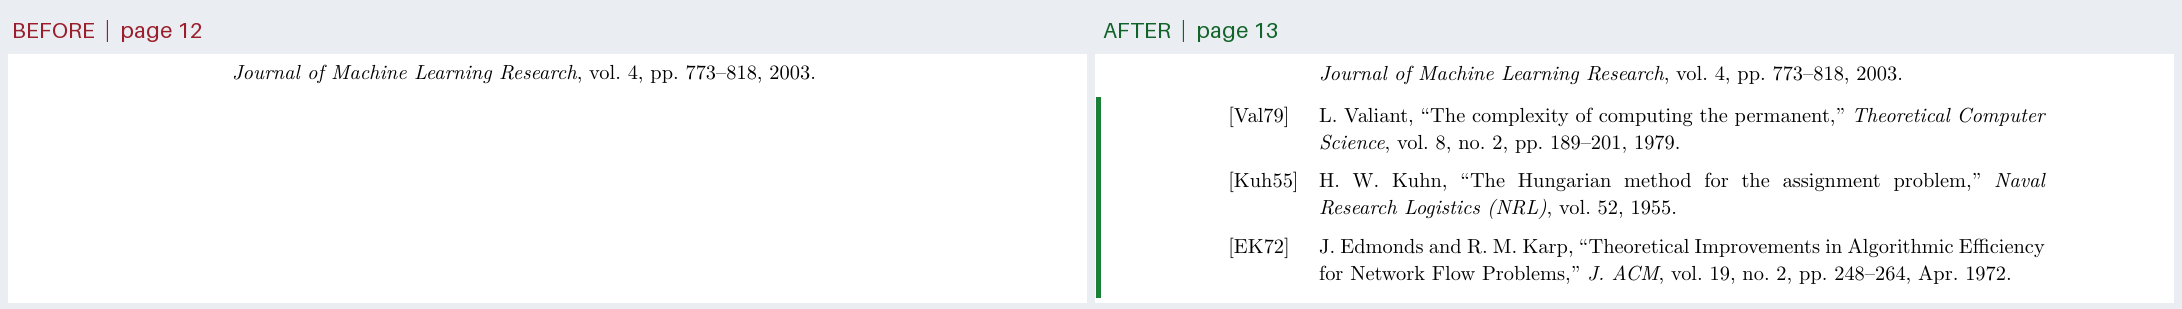 BEFORE | page 12
Journal of Machine Learning Research, vol. 4, pp. 773–818, 2003.
AFTER | page 13
Journal of Machine Learning Research, vol. 4, pp. 773–818, 2003.
[Val79] L. Valiant, “The complexity of computing the permanent,” Theoretical Computer
Science, vol. 8, no. 2, pp. 189–201, 1979.
[Kuh55] H. W. Kuhn, “The Hungarian method for the assignment problem,” Naval
Research Logistics (NRL), vol. 52, 1955.
[EK72] J. Edmonds and R. M. Karp, “Theoretical Improvements in Algorithmic Efficiency
for Network Flow Problems,” J. ACM, vol. 19, no. 2, pp. 248–264, Apr. 1972.